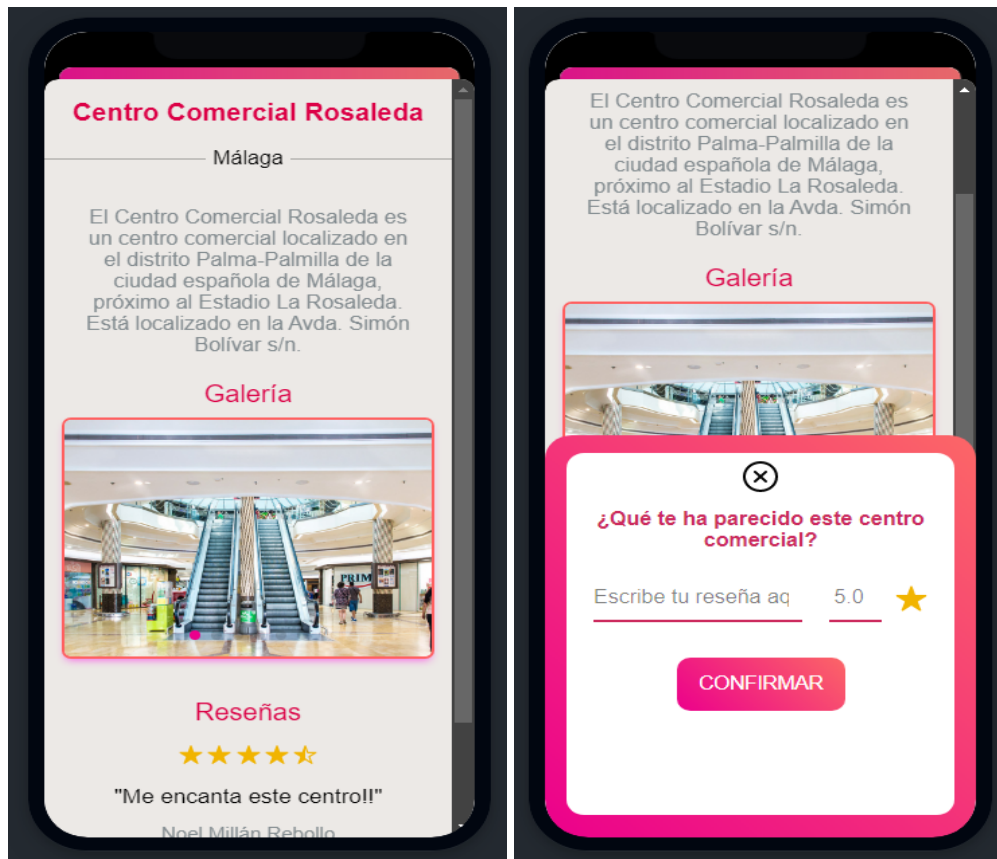 Centro Comercial Rosaleda
Málaga
El Centro Comercial Rosaleda es
un centro comercial localizado en
el distrito Palma-Palmilla de la
ciudad española de Málaga,
próximo al Estadio La Rosaleda.
Está localizado en la Avda. Simón
Bolívar s/n.
Galería
PRIM
Reseñas
"Me encanta este centro!!"
Noel Millán Rebollo
El Centro Comercial Rosaleda es
un centro comercial localizado en
el distrito Palma-Palmilla de la
ciudad española de Málaga,
próximo al Estadio La Rosaleda.
Está localizado en la Avda. Simón
Bolívar s/n.
Galería
¿Qué te ha parecido este centro
comercial?
Escribe tu reseña aq 5.0
CONFIRMAR